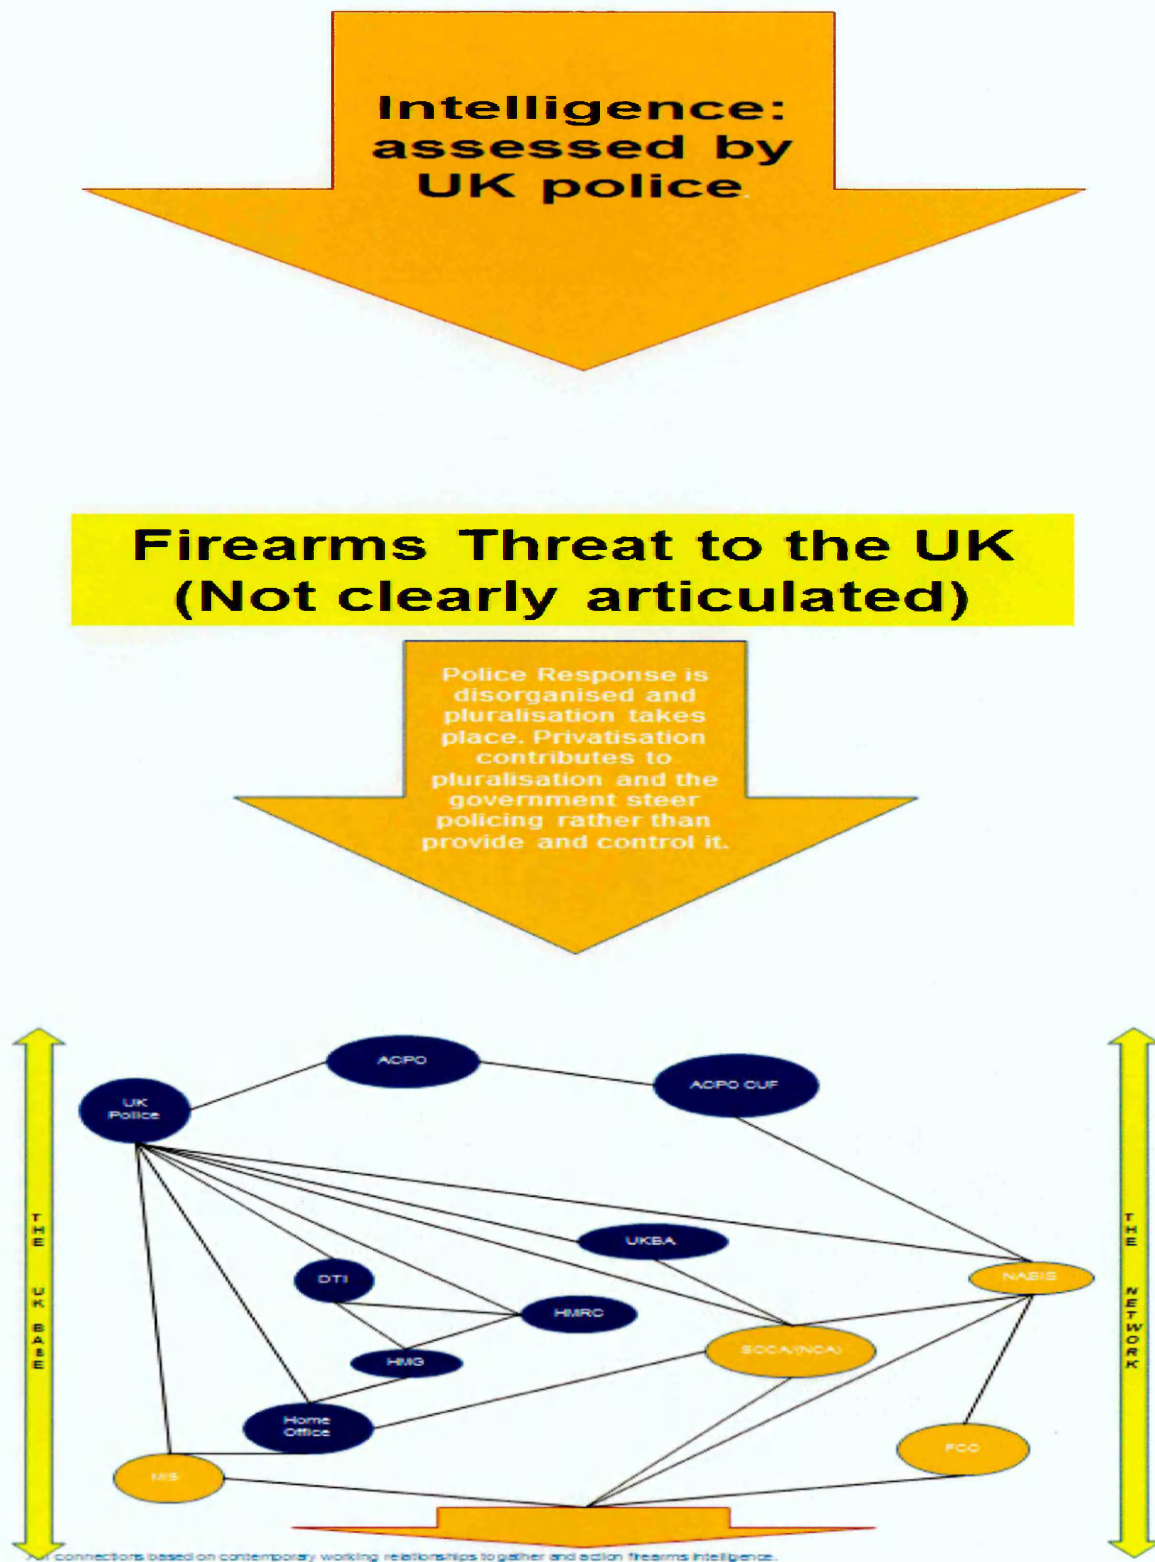 Intelligence:
assessed by
UK police.
Firearms Threat to the UK
(Not clearly articulated)
Police Response is
disorganised and
pluralisation takes
place. Privatisation
contributes to
pluralisation and the
government steer
policing rather than
provide and control it.
ACPO
ACPO CUF
UK
Police
UKBA
DTI
NABIS
HMRC
SOCA/(NCA)
HMG
Home
Office
FCO
THE UK BASE
THE NETWORK
connections based on contemporary working relationships to gather and action firearms intelligence.